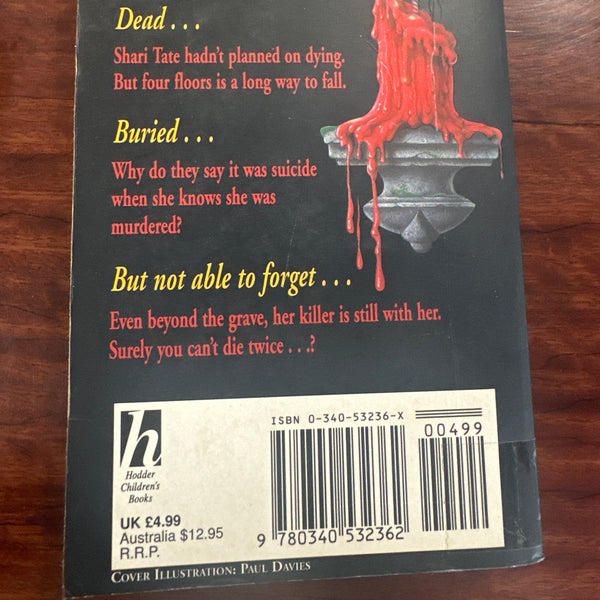 Dead . . .
Shari Tate hadn't planned on dying.
But four floors is a long way to fall.
Buried . . .
Why do they say it was suicide
when she knows she was
murdered?
But not able to forget . . .
Even beyond the grave, her killer is still with her.
Surely you can't die twice . . .?
h
Hodder
Children's
Books
UK £4.99
Australia $12.95
R.R.P.
ISBN 0-340-53236-X
00499
9 780340 532362
COVER ILLUSTRATION: PAUL DAVIES